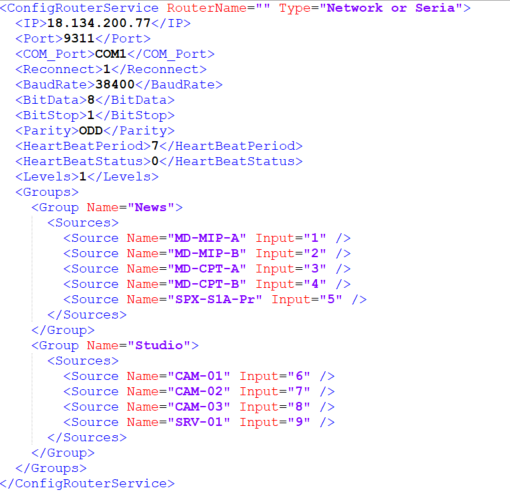 <ConfigRouterService RouterName="" Type="Network or Seria">
<IP>18.134.200.77</IP>
<Port>9311</Port>
<COM_Port>COM1</COM_Port>
<Reconnect>1</Reconnect>
<BaudRate>38400</BaudRate>
<BitData>8</BitData>
<BitStop>1</BitStop>
<Parity>ODD</Parity>
<HeartBeatPeriod>7</HeartBeatPeriod>
<HeartBeatStatus>0</HeartBeatStatus>
<Levels>1</Levels>
<Groups>
<Group Name="News">
<Sources>
<Source Name="MD-MIP-A" Input="1" />
<Source Name="MD-MIP-B" Input="2" />
<Source Name="MD-CPT-A" Input="3" />
<Source Name="MD-CPT-B" Input="4" />
<Source Name="SPX-S1A-Pr" Input="5" />
</Sources>
</Group>
<Group Name="Studio">
<Sources>
<Source Name="CAM-01" Input="6" />
<Source Name="CAM-02" Input="7" />
<Source Name="CAM-03" Input="8" />
<Source Name="SRV-01" Input="9" />
</Sources>
</Group>
</Groups>
</ConfigRouterService>